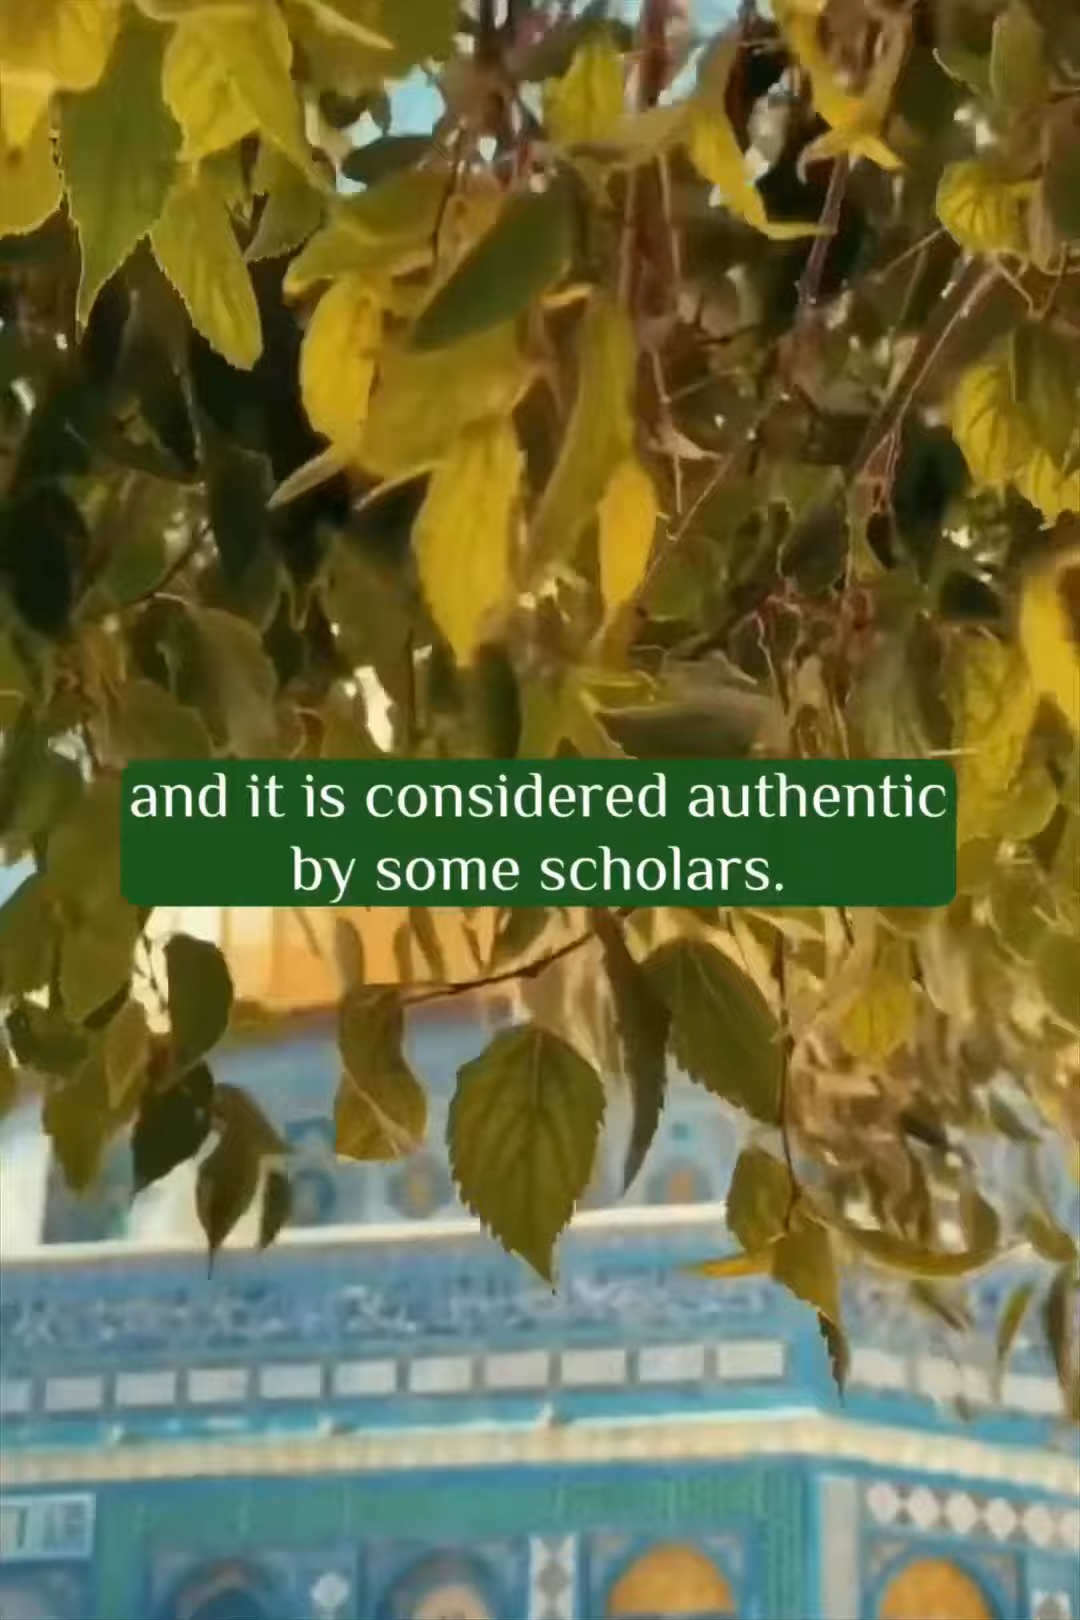 and it is considered authentic
by some scholars.